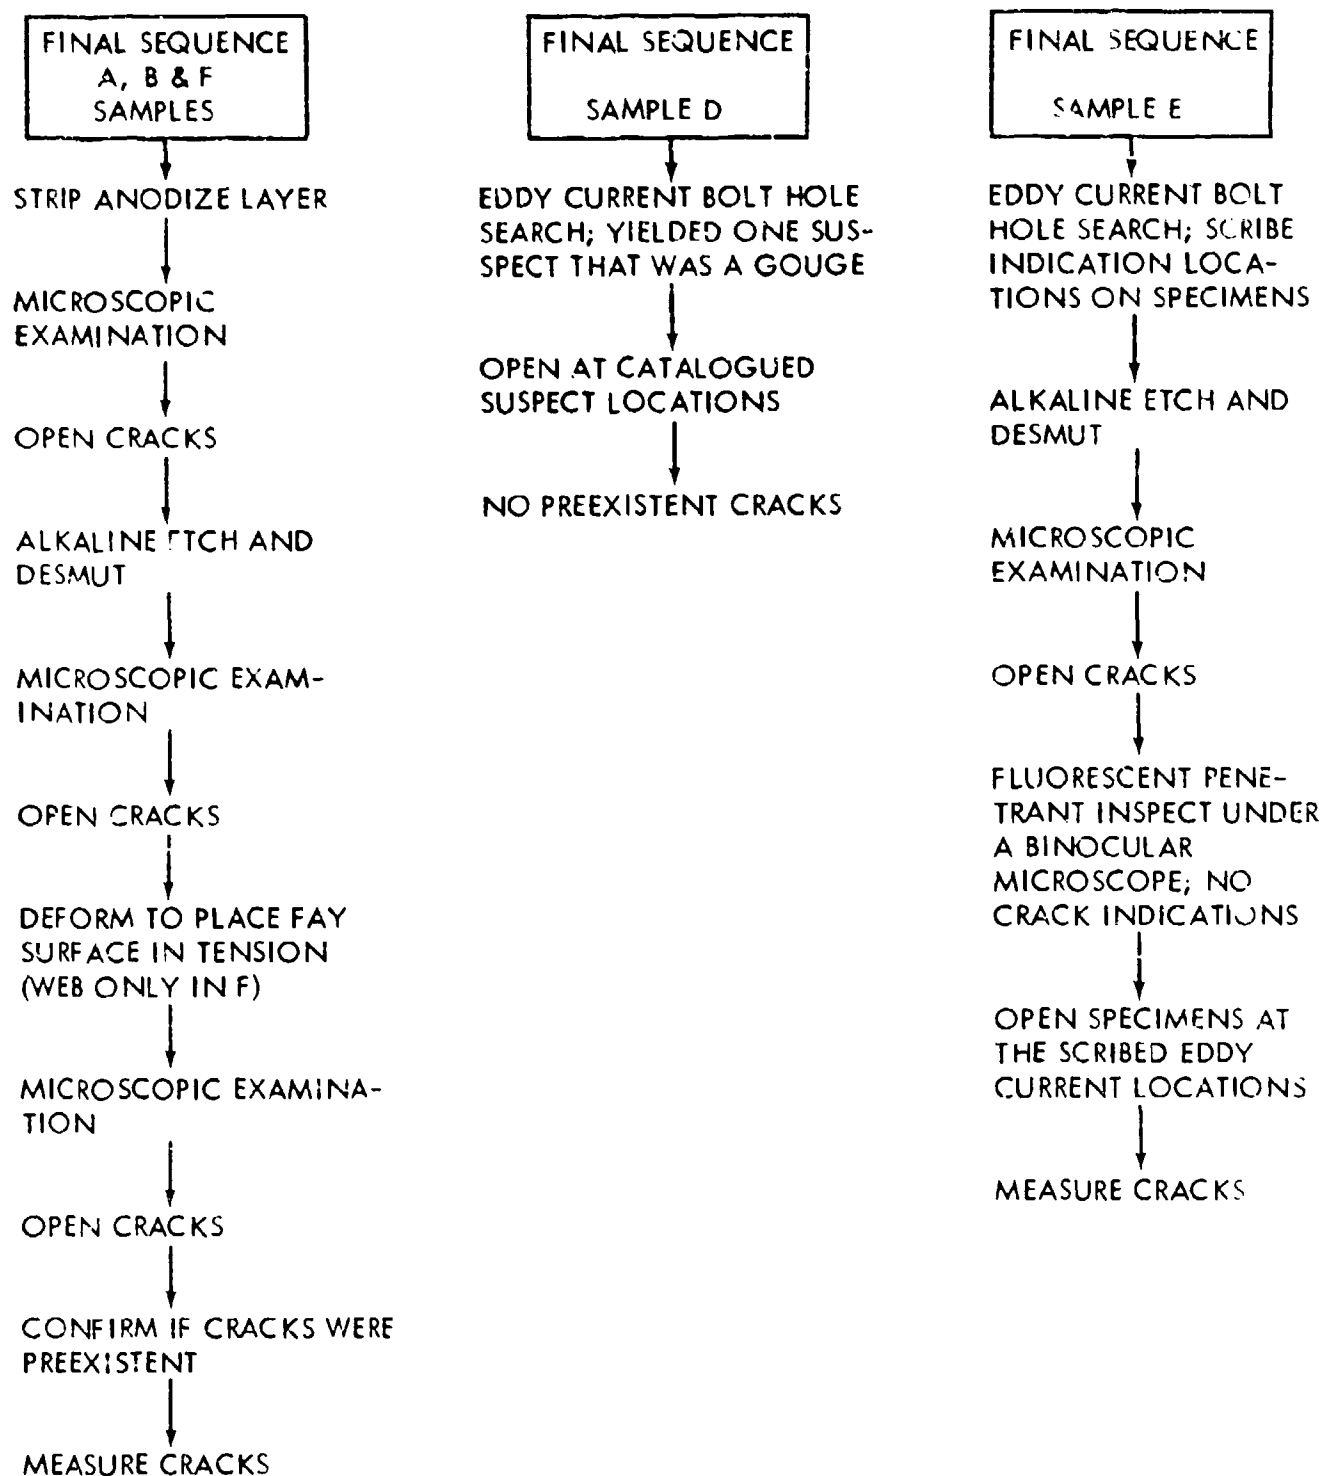 FINAL SEQUENCE
A, B & F
SAMPLES
STRIP ANODIZE LAYER
MICROSCOPIC
EXAMINATION
OPEN CRACKS
ALKALINE ETCH AND
DESMUT
MICROSCOPIC EXAM-
INATION
OPEN CRACKS
DEFORM TO PLACE FAY
SURFACE IN TENSION
(WEB ONLY IN F)
MICROSCOPIC EXAMINA-
TION
OPEN CRACKS
CONFIRM IF CRACKS WERE
PREEXISTENT
MEASURE CRACKS
FINAL SEQUENCE
SAMPLE D
EDDY CURRENT BOLT HOLE
SEARCH; YIELDED ONE SUS-
SPECT THAT WAS A GOUGE
OPEN AT CATALOGUED
SUSPECT LOCATIONS
NO PREEXISTENT CRACKS
FINAL SEQUENCE
SAMPLE E
EDDY CURRENT BOLT
HOLE SEARCH; SCRIBE
INDICATION LOCA-
TIONS ON SPECIMENS
ALKALINE ETCH AND
DESMUT
MICROSCOPIC
EXAMINATION
OPEN CRACKS
FLUORESCENT PENE-
TRANT INSPECT UNDER
A BINOCULAR
MICROSCOPE; NO
CRACK INDICATIONS
OPEN SPECIMENS AT
THE SCRIBED EDDY
CURRENT LOCATIONS
MEASURE CRACKS